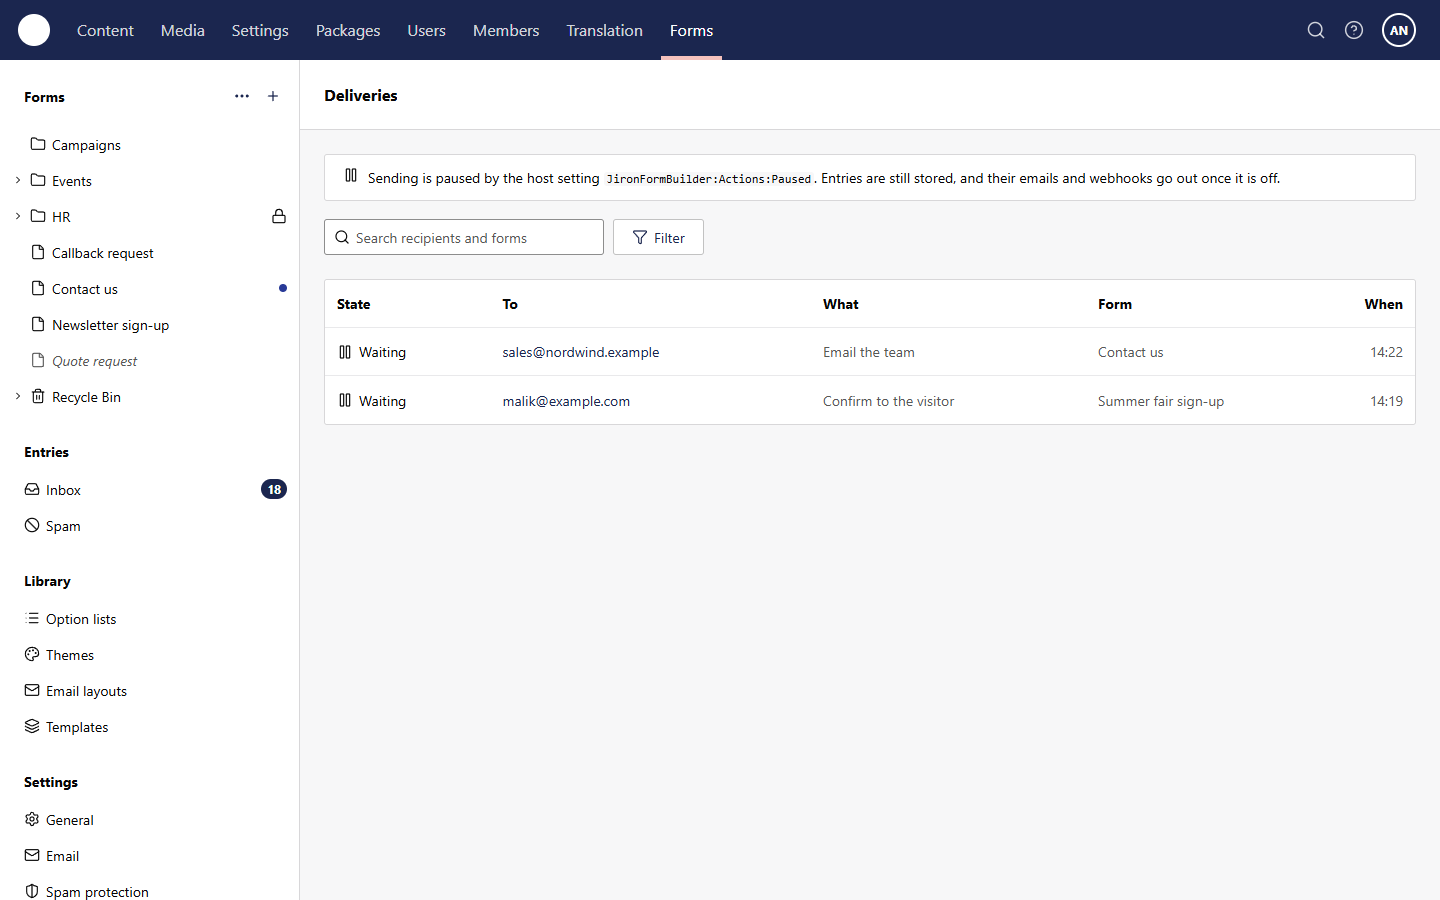 Content Media Settings Packages Users Members Translation Forms AN
Forms
Campaigns
Events
HR
Callback request
Contact us
Newsletter sign-up
Quote request
Recycle Bin
Entries
Inbox 18
Spam
Library
Option lists
Themes
Email layouts
Templates
Settings
General
Email
Spam protection
Deliveries
Sending is paused by the host setting JironFormBuilder:Actions:Paused. Entries are still stored, and their emails and webhooks go out once it is off.
Search recipients and forms Filter
State To What Form When
Waiting sales@nordwind.example Email the team Contact us 14:22
Waiting malik@example.com Confirm to the visitor Summer fair sign-up 14:19